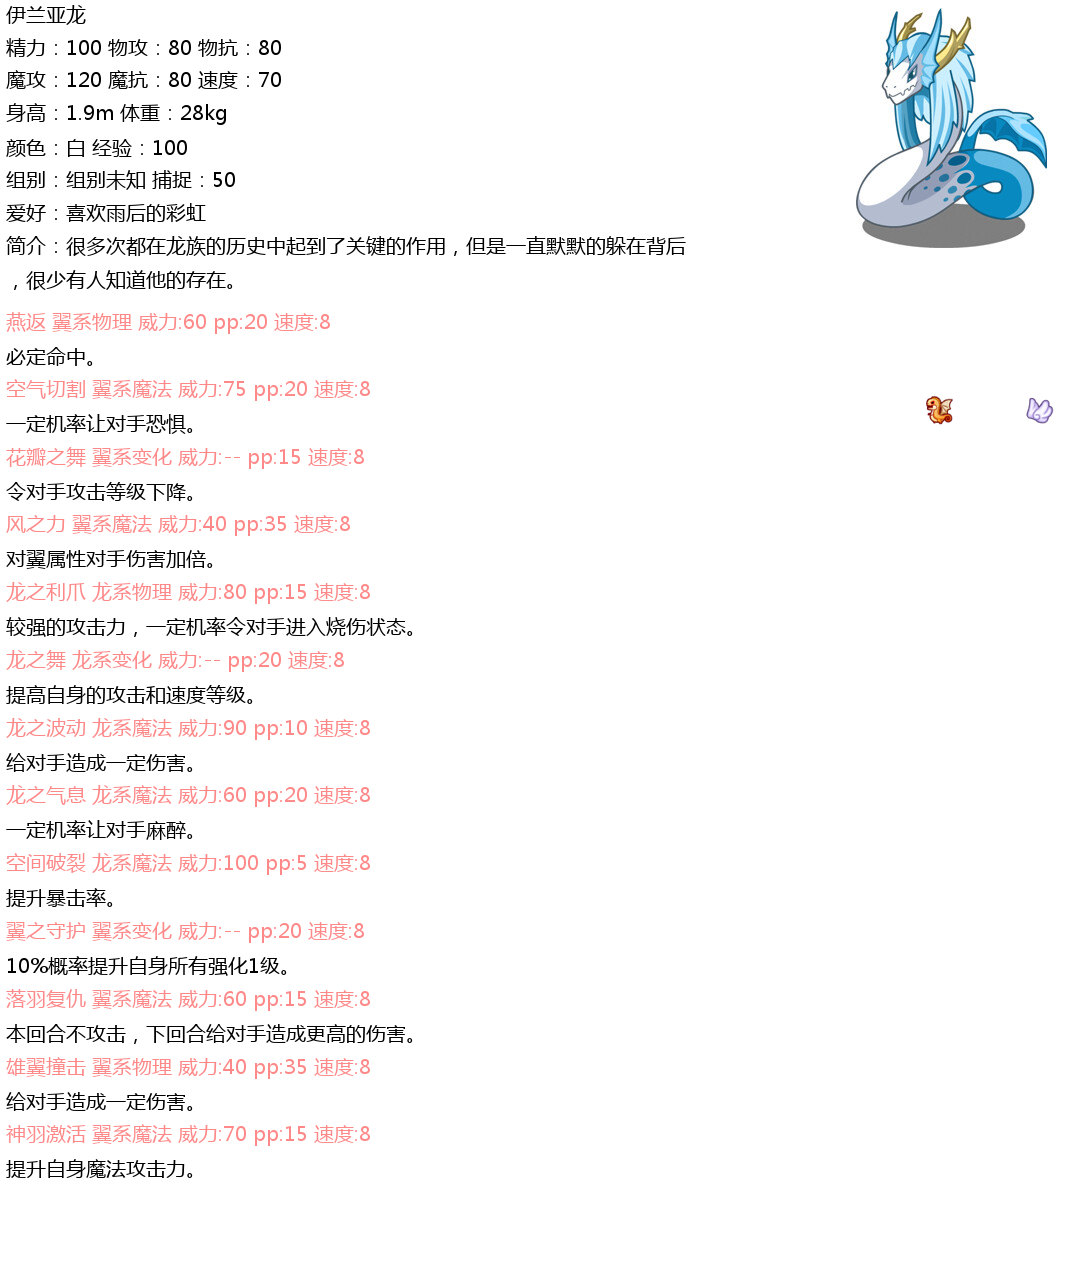 伊兰亚龙
精力：100 物攻：80 物抗：80
魔攻：120 魔抗：80 速度：70
身高：1.9m 体重：28kg
颜色：白 经验：100
组别：组别未知 捕捉：50
爱好：喜欢雨后的彩虹
简介：很多次都在龙族的历史中起到了关键的作用，但是一直默默的躲在背后
，很少有人知道他的存在。
燕返 翼系物理 威力:60 pp:20 速度:8
必定命中。
空气切割 翼系魔法 威力:75 pp:20 速度:8
一定机率让对手恐惧。
花瓣之舞 翼系变化 威力:-- pp:15 速度:8
令对手攻击等级下降。
风之力 翼系魔法 威力:40 pp:35 速度:8
对翼属性对手伤害加倍。
龙之利爪 龙系物理 威力:80 pp:15 速度:8
较强的攻击力，一定机率令对手进入烧伤状态。
龙之舞 龙系变化 威力:-- pp:20 速度:8
提高自身的攻击和速度等级。
龙之波动 龙系魔法 威力:90 pp:10 速度:8
给对手造成一定伤害。
龙之气息 龙系魔法 威力:60 pp:20 速度:8
一定机率让对手麻醉。
空间破裂 龙系魔法 威力:100 pp:5 速度:8
提升暴击率。
翼之守护 翼系变化 威力:-- pp:20 速度:8
10%概率提升自身所有强化1级。
落羽复仇 翼系魔法 威力:60 pp:15 速度:8
本回合不攻击，下回合给对手造成更高的伤害。
雄翼撞击 翼系物理 威力:40 pp:35 速度:8
给对手造成一定伤害。
神羽激活 翼系魔法 威力:70 pp:15 速度:8
提升自身魔法攻击力。